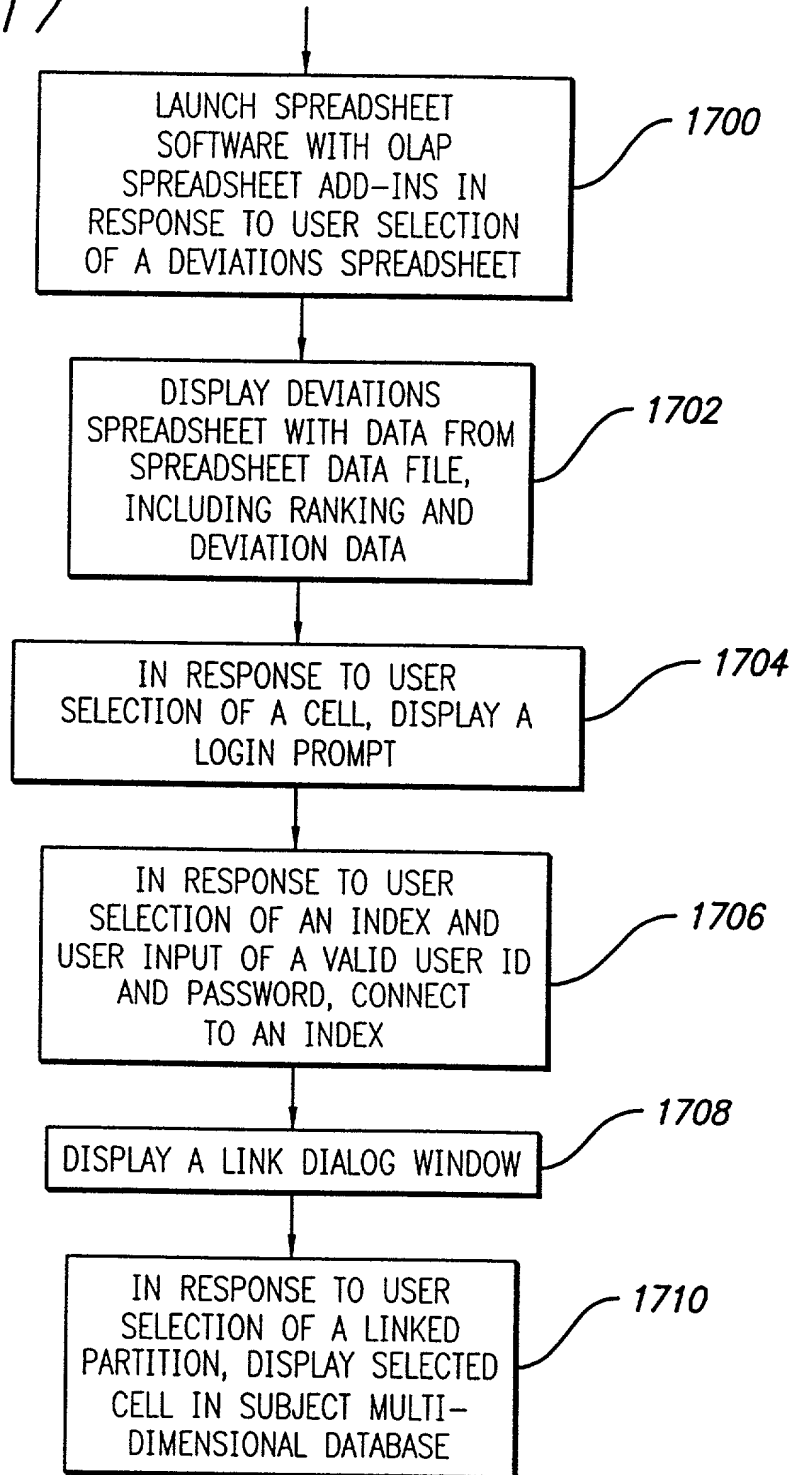 17
LAUNCH SPREADSHEET
SOFTWARE WITH OLAP
SPREADSHEET ADD-INS IN
RESPONSE TO USER SELECTION
OF A DEVIATIONS SPREADSHEET
1700
DISPLAY DEVIATIONS
SPREADSHEET WITH DATA FROM
SPREADSHEET DATA FILE,
INCLUDING RANKING AND
DEVIATION DATA
1702
IN RESPONSE TO USER
SELECTION OF A CELL, DISPLAY A
LOGIN PROMPT
1704
IN RESPONSE TO USER
SELECTION OF AN INDEX AND
USER INPUT OF A VALID USER ID
AND PASSWORD, CONNECT
TO AN INDEX
1706
DISPLAY A LINK DIALOG WINDOW
1708
IN RESPONSE TO USER
SELECTION OF A LINKED
PARTITION, DISPLAY SELECTED
CELL IN SUBJECT MULTI-
DIMENSIONAL DATABASE
1710